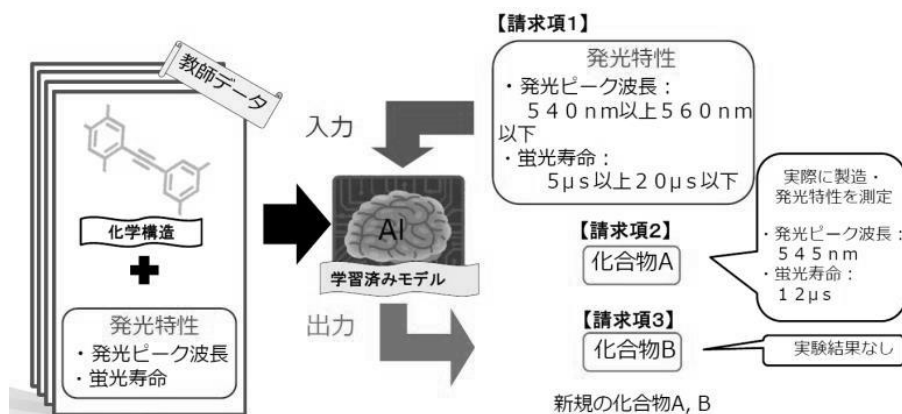 教師データ
化学構造
発光特性
・発光ピーク波長
・蛍光寿命
入力
AI
学習済みモデル
出力
【請求項1】
発光特性
・発光ピーク波長：
５４０ｎｍ以上５６０ｎｍ
以下
・蛍光寿命：
5μｓ以上２０μｓ以下
【請求項2】
化合物A
実際に製造・
発光特性を測定
・発光ピーク波長：
５４５ｎｍ
・蛍光寿命：
１２μｓ
【請求項3】
化合物B
実験結果なし
新規の化合物A, B